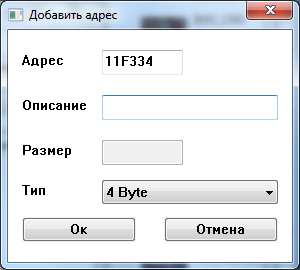 Добавить адрес
Адрес 11F334
Описание
Размер
Тип 4 Byte
Ок Отмена